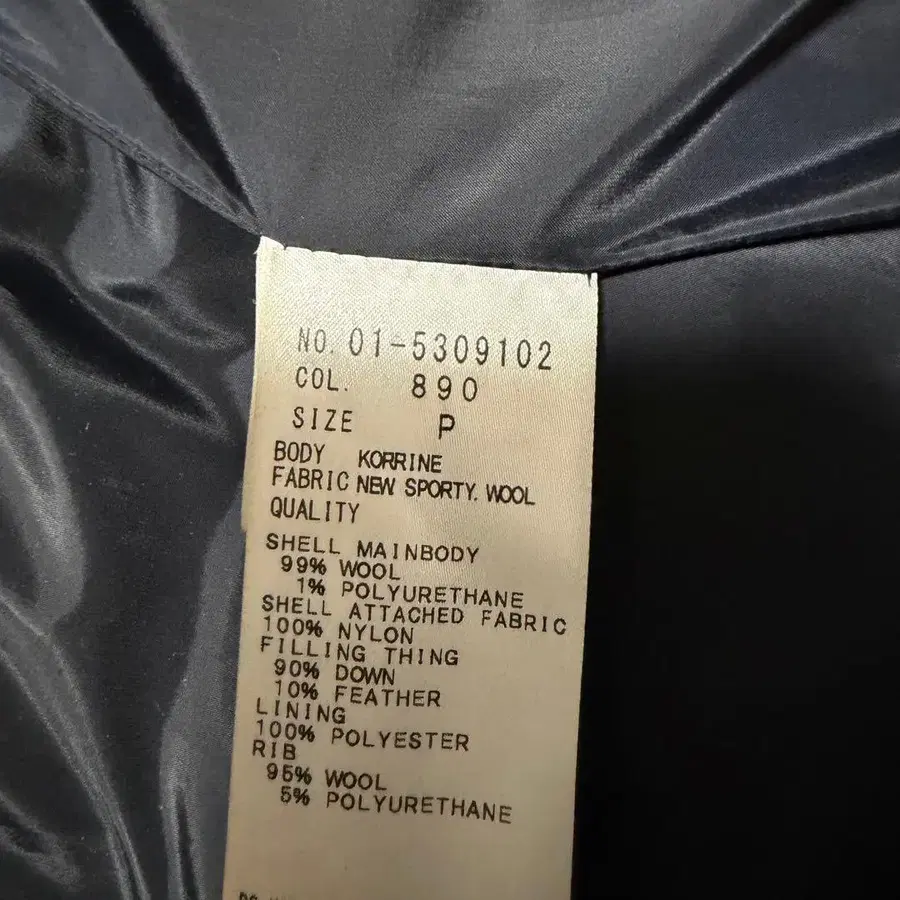 NO. 01-5309102
COL. 890
SIZE P
BODY KORRINE
FABRIC NEW SPORTY. WOOL
QUALITY
SHELL MAINBODY
99% WOOL
1% POLYURETHANE
SHELL ATTACHED FABRIC
100% NYLON
FILLING THING
90% DOWN
10% FEATHER
LINING
100% POLYESTER
RIB
95% WOOL
5% POLYURETHANE